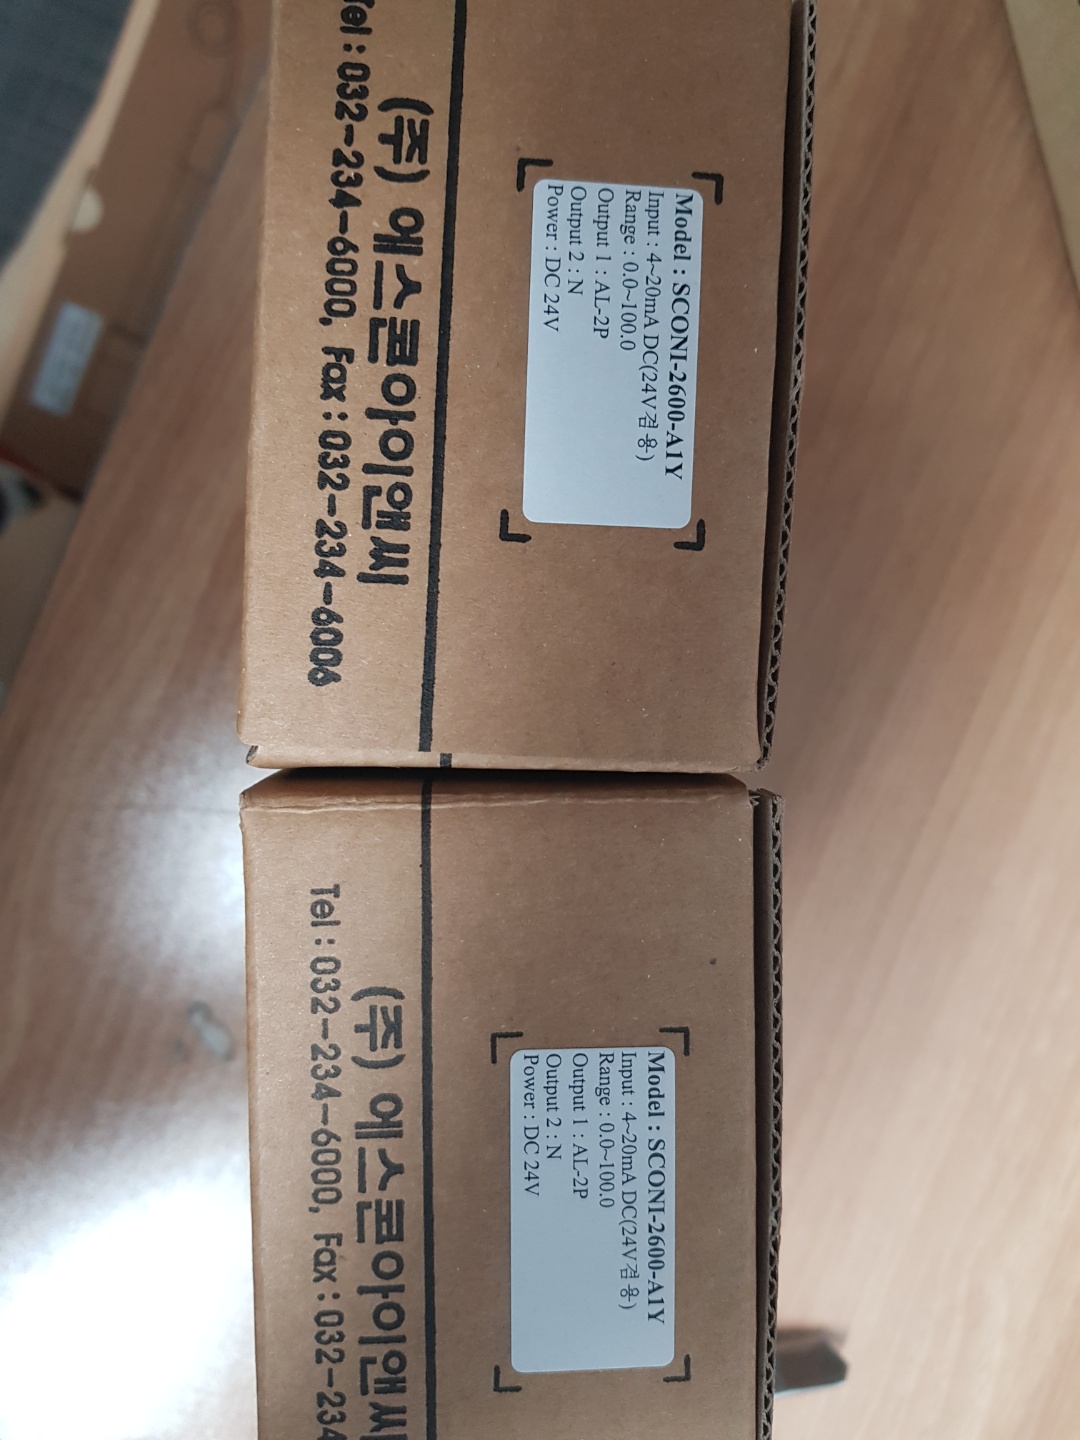 Model : SCONI-2600-A1Y
Input : 4~20mA DC(24V겸용)
Range : 0.0~100.0
Output 1 : AL-2P
Output 2 : N
Power : DC 24V
(주) 에스콘아이앤씨
Tel : 032-234-6000, Fax : 032-234-6006
Model : SCONI-2600-A1Y
Input : 4~20mA DC(24V겸용)
Range : 0.0~100.0
Output 1 : AL-2P
Output 2 : N
Power : DC 24V
(주) 에스콘아이앤씨
Tel : 032-234-6000, Fax : 032-234